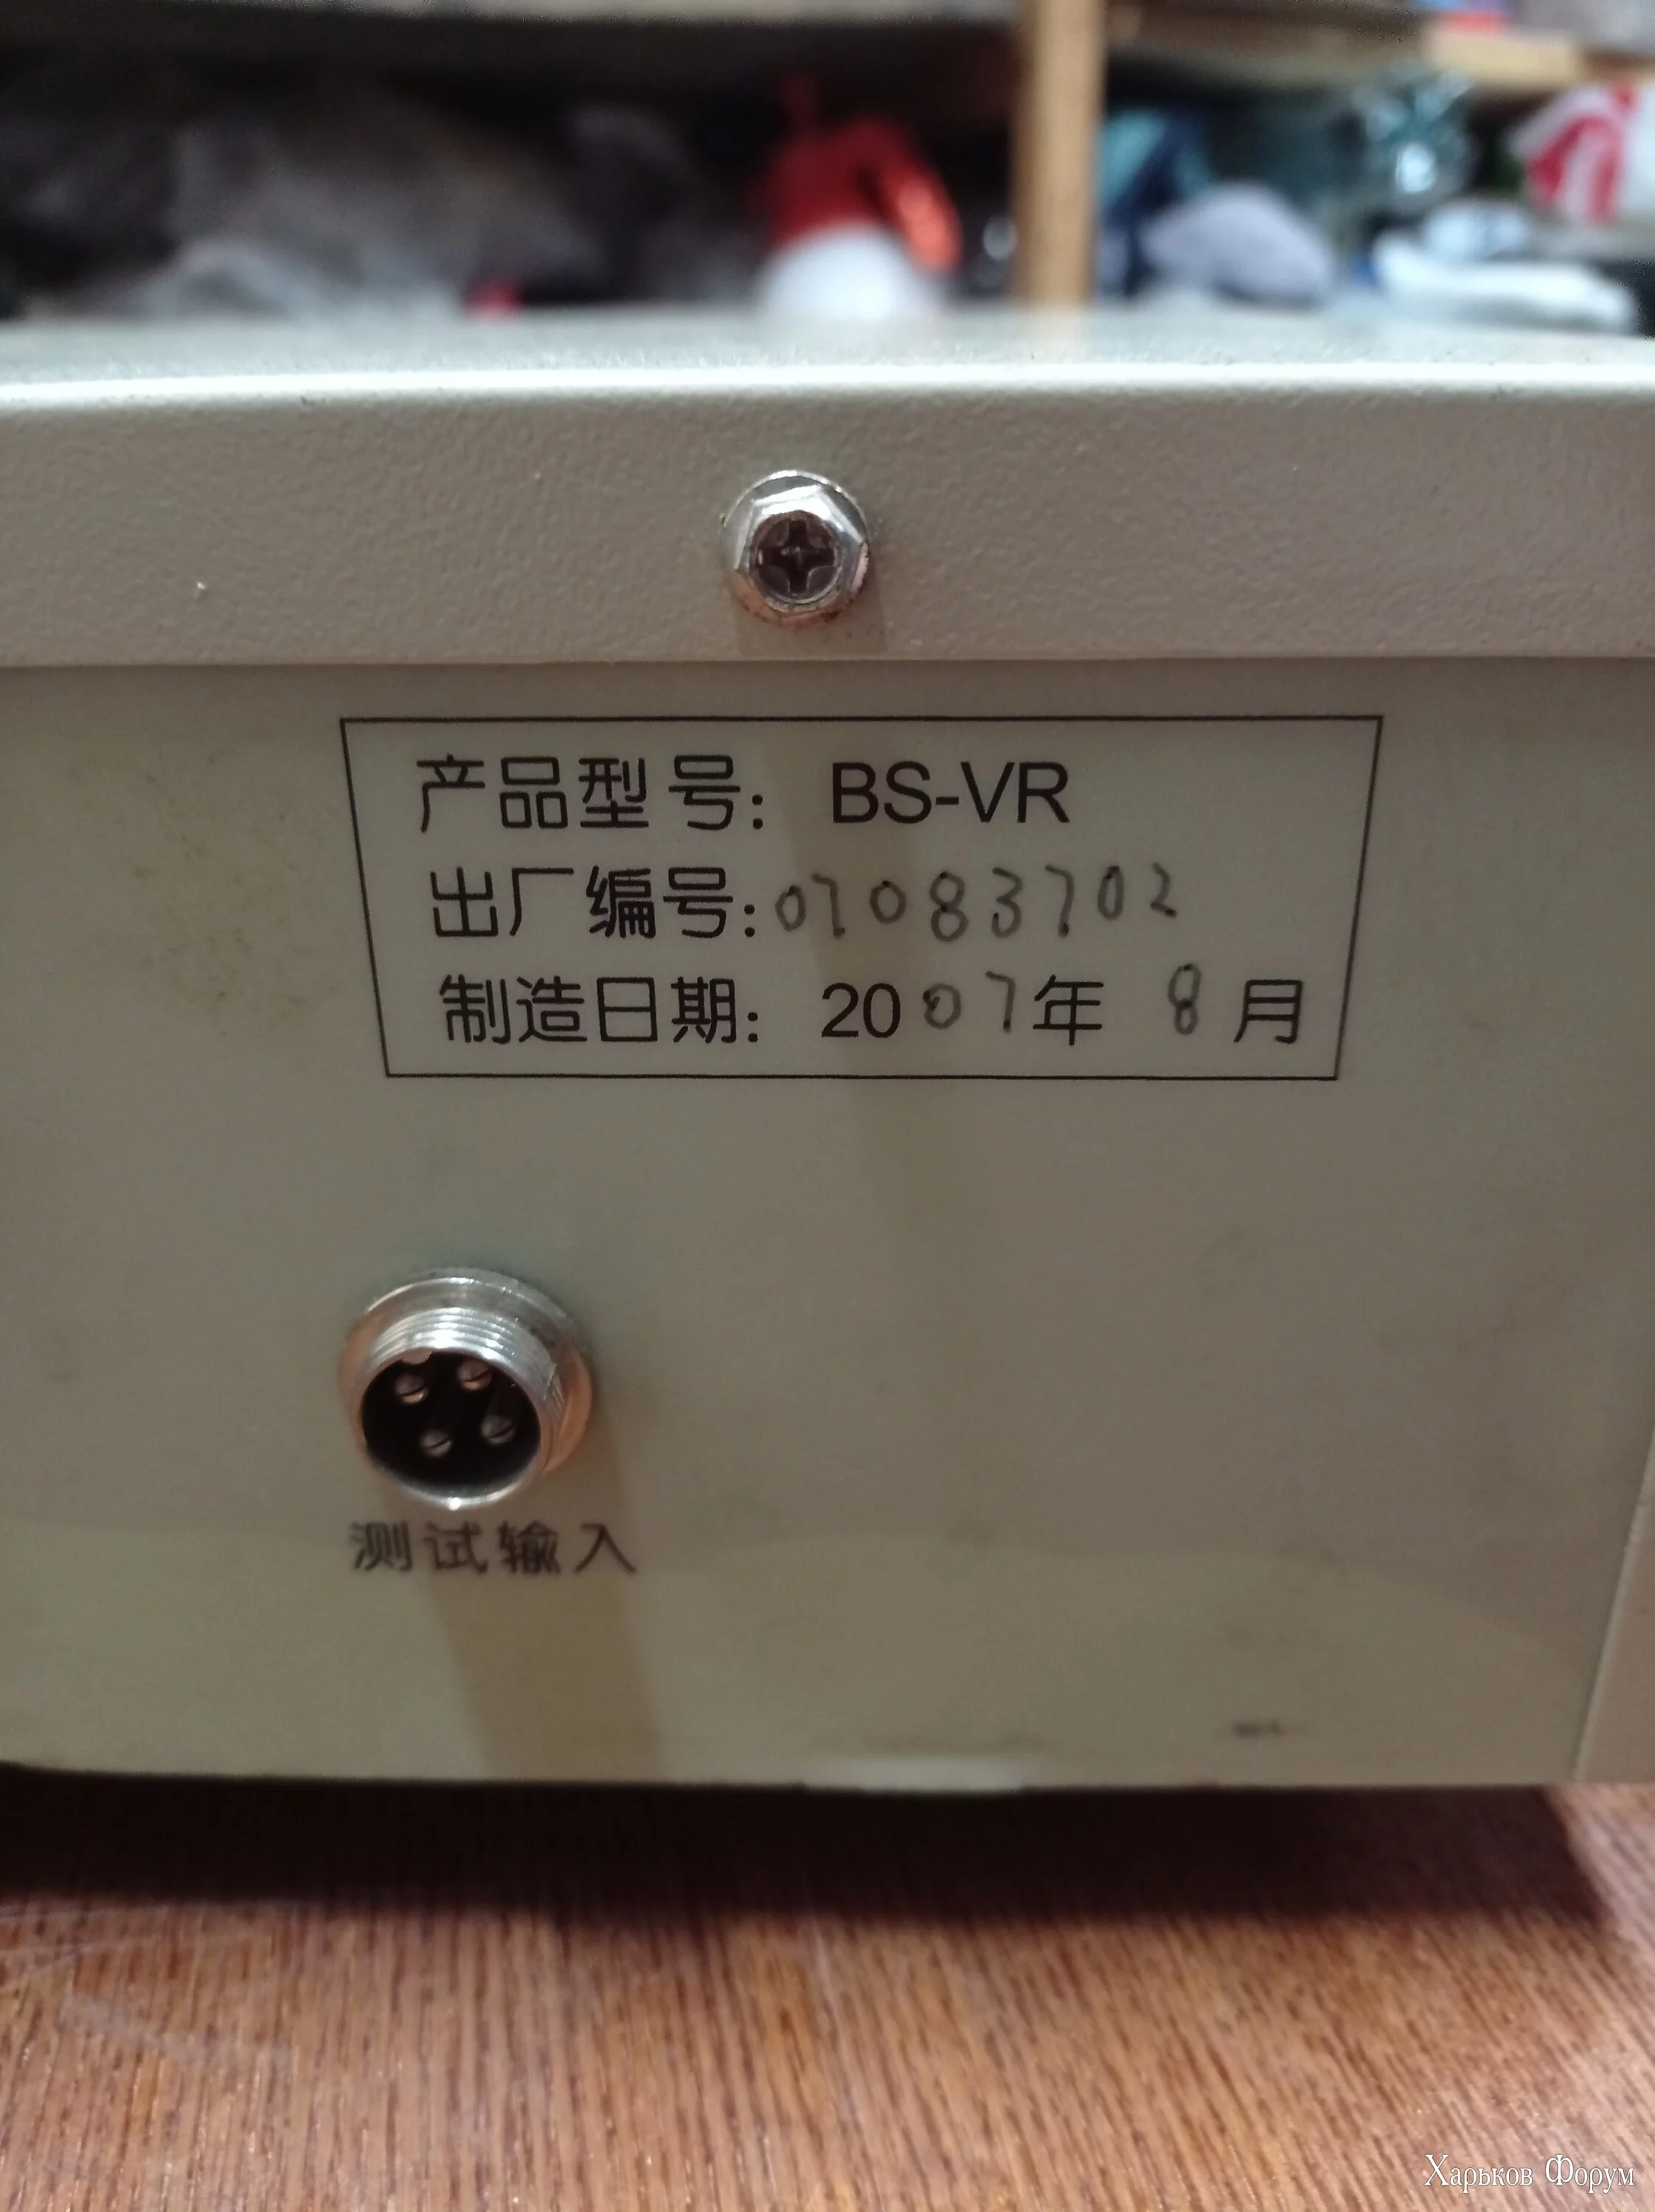 产品型号: BS-VR
出厂编号:07083702
制造日期: 2007年 8月
测试输入
Харьков Форум